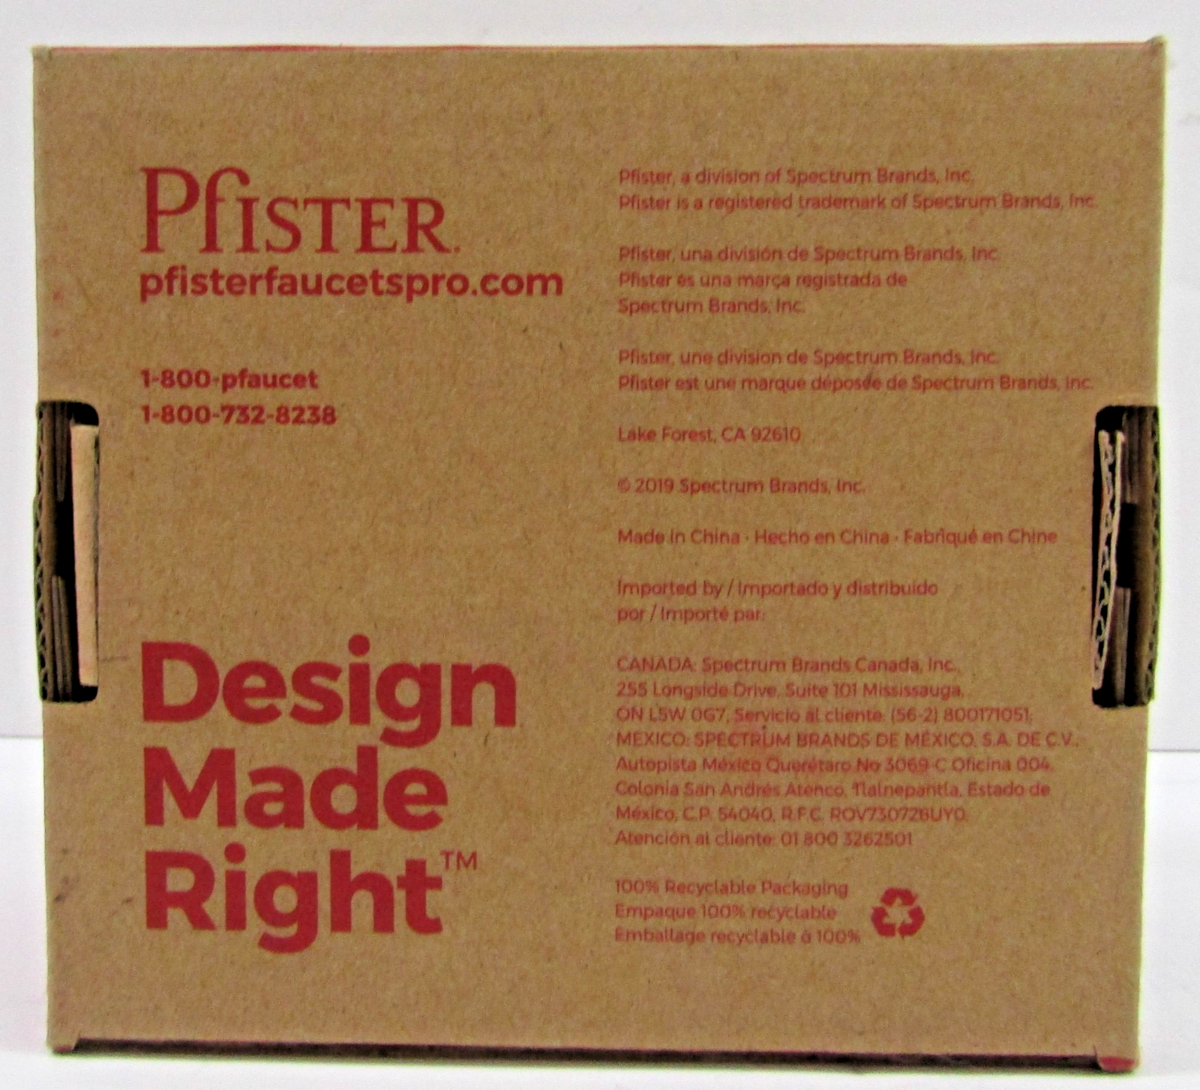 PfISTER.
pfisterfaucetspro.com
1-800-pfaucet
1-800-732-8238
Design
Made
Right™
Pfister, a division of Spectrum Brands, Inc.
Pfister is a registered trademark of Spectrum Brands, Inc.
Pfister, una división de Spectrum Brands, Inc.
Pfister es una marca registrada de
Spectrum Brands, Inc.
Pfister, une division de Spectrum Brands, Inc.
Pfister est une marque déposée de Spectrum Brands, Inc.
Lake Forest, CA 92610
© 2019 Spectrum Brands, Inc.
Made in China · Hecho en China · Fabriqué en Chine
Imported by / Importado y distribuido
por / Importé par:
CANADA: Spectrum Brands Canada, Inc.,
255 Longside Drive, Suite 101 Mississauga,
ON L5W 0G7, Servicio al cliente: (56-2) 800171051;
MEXICO: SPECTRUM BRANDS DE MÉXICO, S.A. DE C.V.,
Autopista México Querétaro No 3069-C Oficina 004,
Colonia San Andrés Atenco, Tlalnepantla, Estado de
México, C.P. 54040, R.F.C. ROV730726UY0.
Atención al cliente: 01 800 3262501
100% Recyclable Packaging
Empaque 100% recyclable
Emballage recyclable à 100%